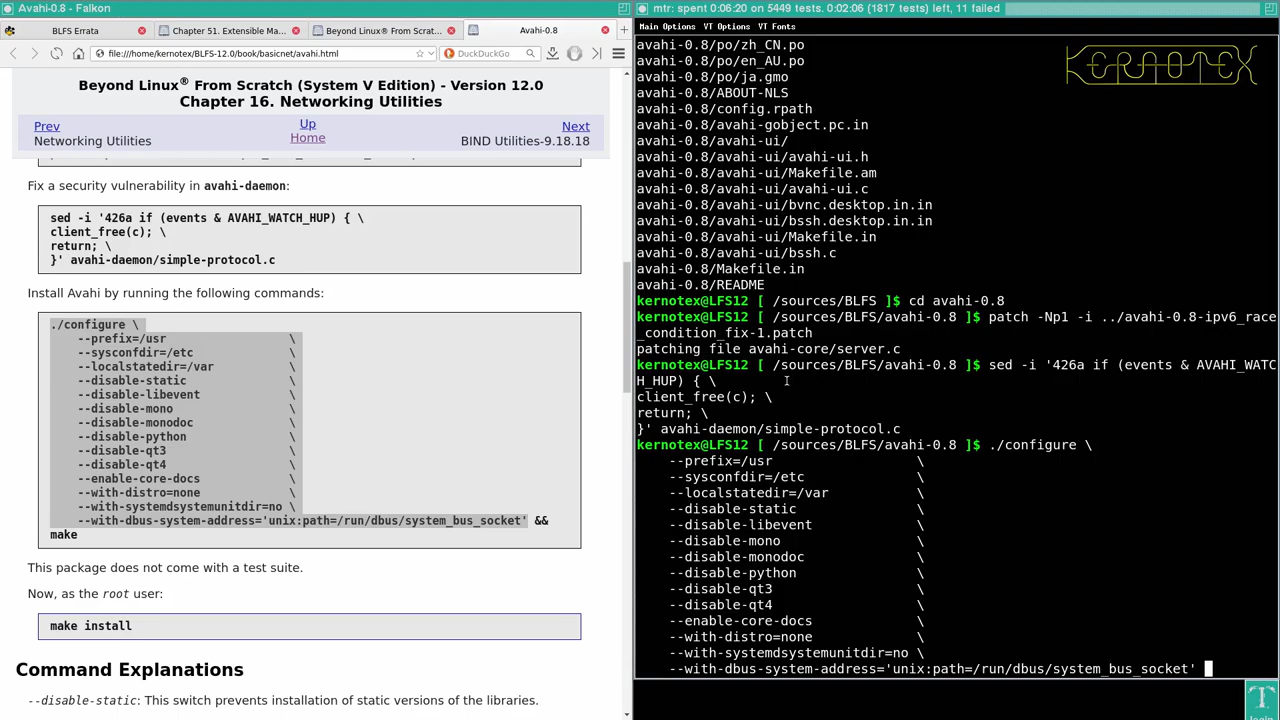 Avahi-0.8 - Falkon
BLFS Errata
Chapter 51. Extensible Ma...
Beyond Linux® From Scrat...
Avahi-0.8
file:///home/kernotex/BLFS-12.0/book/basicnet/avahi.html
DuckDuckGo
Beyond Linux® From Scratch (System V Edition) - Version 12.0
Chapter 16. Networking Utilities
Prev
Up
Next
Networking Utilities
Home
BIND Utilities-9.18.18
Fix a security vulnerability in avahi-daemon:
sed -i '426a if (events & AVAHI_WATCH_HUP) { \
client_free(c); \
return; \
}' avahi-daemon/simple-protocol.c
Install Avahi by running the following commands:
./configure \
--prefix=/usr \
--sysconfdir=/etc \
--localstatedir=/var \
--disable-static \
--disable-libevent \
--disable-mono \
--disable-monodoc \
--disable-python \
--disable-qt3 \
--disable-qt4 \
--enable-core-docs \
--with-distro=none \
--with-systemdsystemunitdir=no \
--with-dbus-system-address='unix:path=/run/dbus/system_bus_socket' &&
make
This package does not come with a test suite.
Now, as the root user:
make install
Command Explanations
--disable-static: This switch prevents installation of static versions of the libraries.
mtr: spent 0:06:20 on 5449 tests. 0:02:06 (1817 tests) left, 11 failed
Main Options VT Options VT Fonts
KERNOTEX
avahi-0.8/po/zh_CN.po
avahi-0.8/po/en_AU.po
avahi-0.8/po/ja.gmo
avahi-0.8/ABOUT-NLS
avahi-0.8/config.rpath
avahi-0.8/avahi-gobject.pc.in
avahi-0.8/avahi-ui/
avahi-0.8/avahi-ui/avahi-ui.h
avahi-0.8/avahi-ui/Makefile.am
avahi-0.8/avahi-ui/avahi-ui.c
avahi-0.8/avahi-ui/bvnc.desktop.in.in
avahi-0.8/avahi-ui/bssh.desktop.in.in
avahi-0.8/avahi-ui/Makefile.in
avahi-0.8/avahi-ui/bssh.c
avahi-0.8/Makefile.in
avahi-0.8/README
kernotex@LFS12 [ /sources/BLFS ]$ cd avahi-0.8
kernotex@LFS12 [ /sources/BLFS/avahi-0.8 ]$ patch -Np1 -i ../avahi-0.8-ipv6_race
_condition_fix-1.patch
patching file avahi-core/server.c
kernotex@LFS12 [ /sources/BLFS/avahi-0.8 ]$ sed -i '426a if (events & AVAHI_WATC
H_HUP) { \
client_free(c); \
return; \
}' avahi-daemon/simple-protocol.c
kernotex@LFS12 [ /sources/BLFS/avahi-0.8 ]$ ./configure \
--prefix=/usr \
--sysconfdir=/etc \
--localstatedir=/var \
--disable-static \
--disable-libevent \
--disable-mono \
--disable-monodoc \
--disable-python \
--disable-qt3 \
--disable-qt4 \
--enable-core-docs \
--with-distro=none \
--with-systemdsystemunitdir=no \
--with-dbus-system-address='unix:path=/run/dbus/system_bus_socket'
login